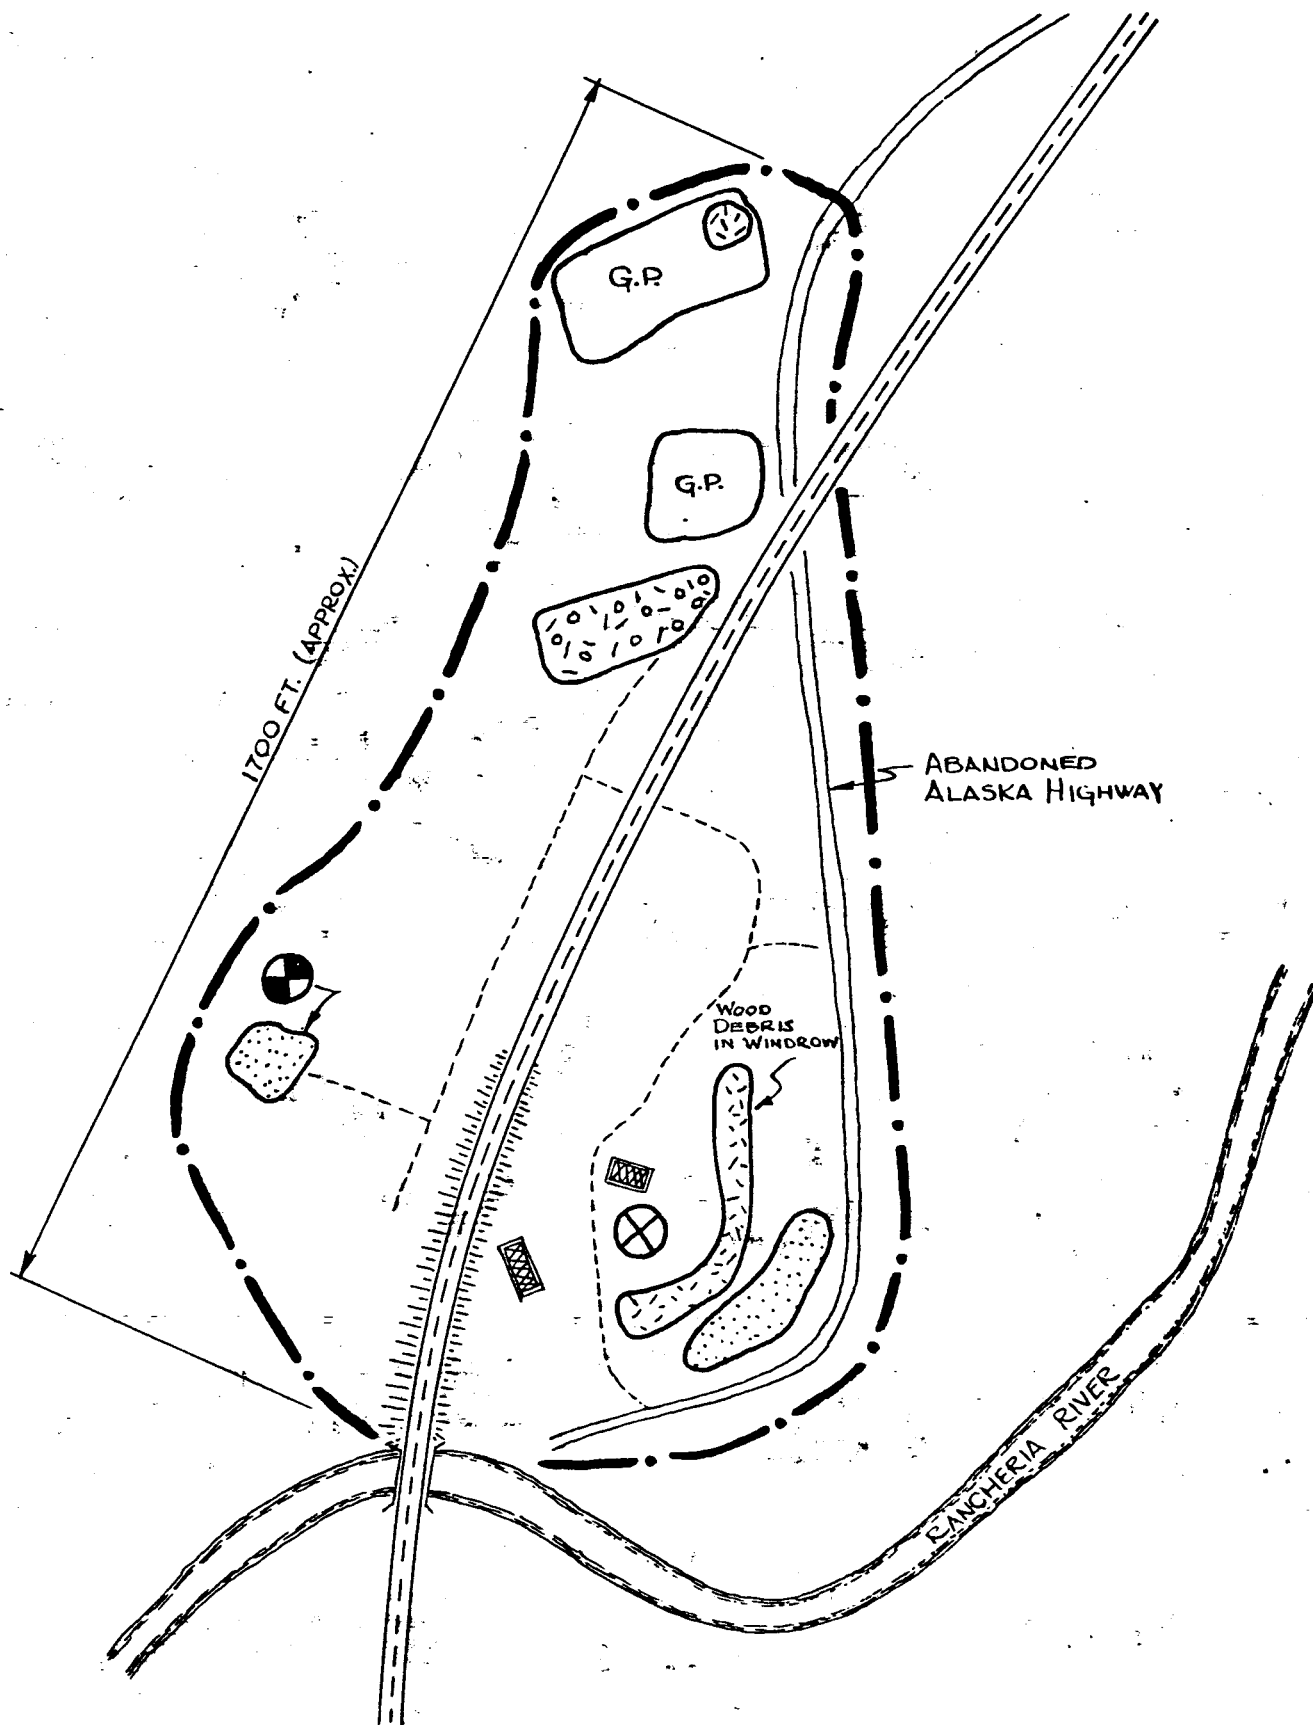 G.P.
G.P.
1700 FT. (APPROX.)
ABANDONED
ALASKA HIGHWAY
WOOD
DEBRIS
IN WINDROW
RANCHERIA RIVER